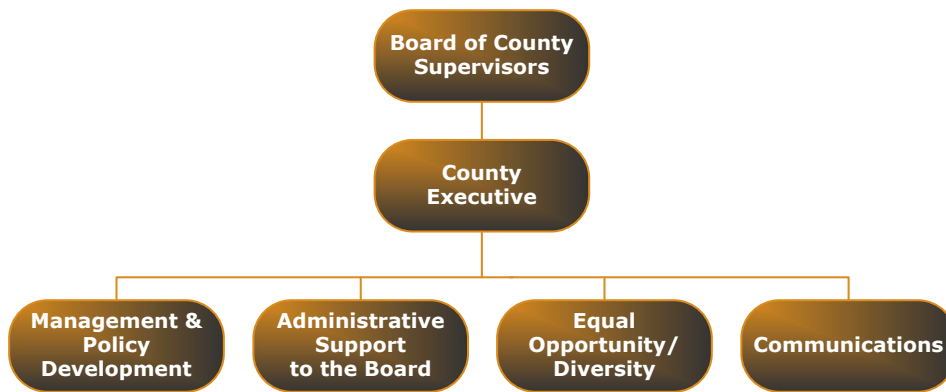 Board of County
Supervisors
County
Executive
Management &
Policy
Development
Administrative
Support
to the Board
Equal
Opportunity/
Diversity
Communications